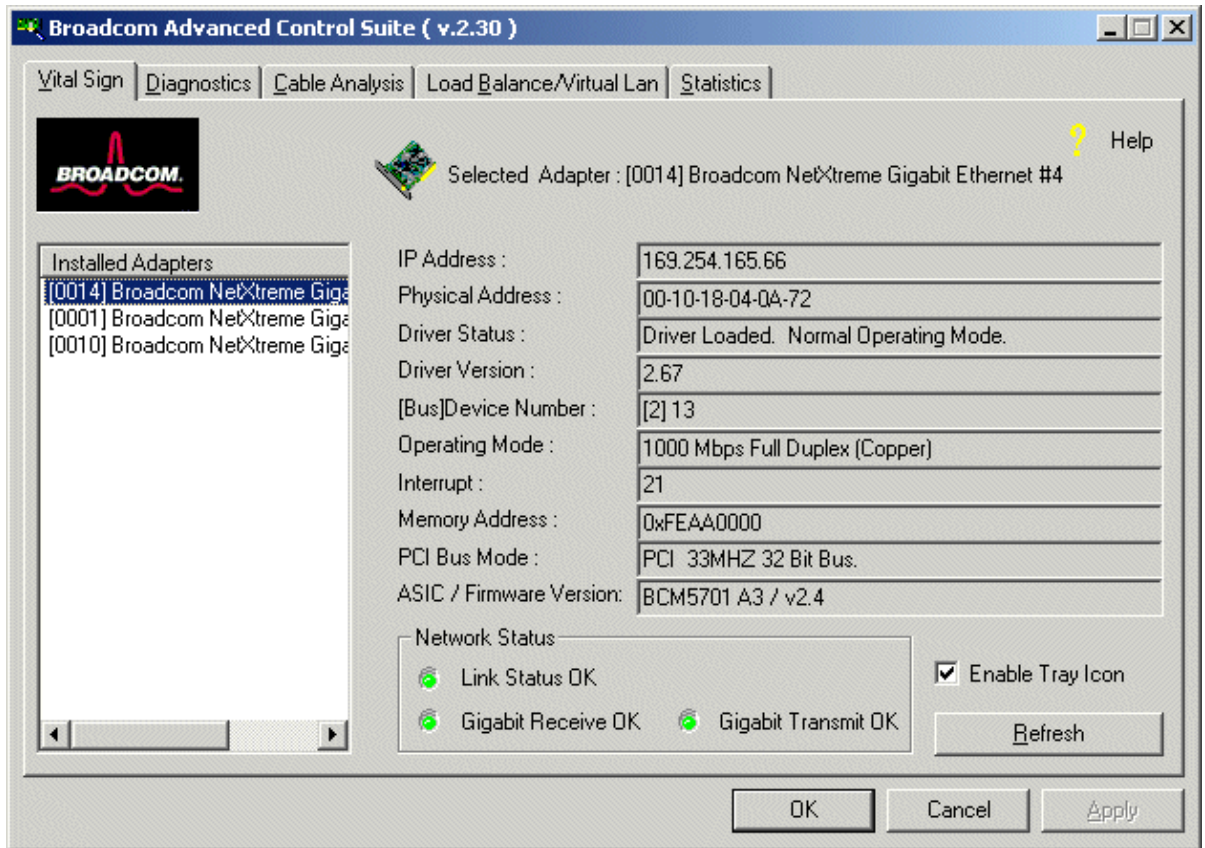 Broadcom Advanced Control Suite ( v.2.30 )
Vital Sign Diagnostics Cable Analysis Load Balance/Virtual Lan Statistics
BROADCOM.
? Help
Selected Adapter : [0014] Broadcom NetXtreme Gigabit Ethernet #4
Installed Adapters
[0014] Broadcom NetXtreme Giga
[0001] Broadcom NetXtreme Giga
[0010] Broadcom NetXtreme Giga
IP Address : 169.254.165.66
Physical Address : 00-10-18-04-0A-72
Driver Status : Driver Loaded. Normal Operating Mode.
Driver Version : 2.67
[Bus]Device Number : [2] 13
Operating Mode : 1000 Mbps Full Duplex (Copper)
Interrupt : 21
Memory Address : 0xFEAA0000
PCI Bus Mode : PCI 33MHZ 32 Bit Bus.
ASIC / Firmware Version: BCM5701 A3 / v2.4
Network Status
Link Status OK
Gigabit Receive OK Gigabit Transmit OK
Enable Tray Icon
Refresh
OK Cancel Apply